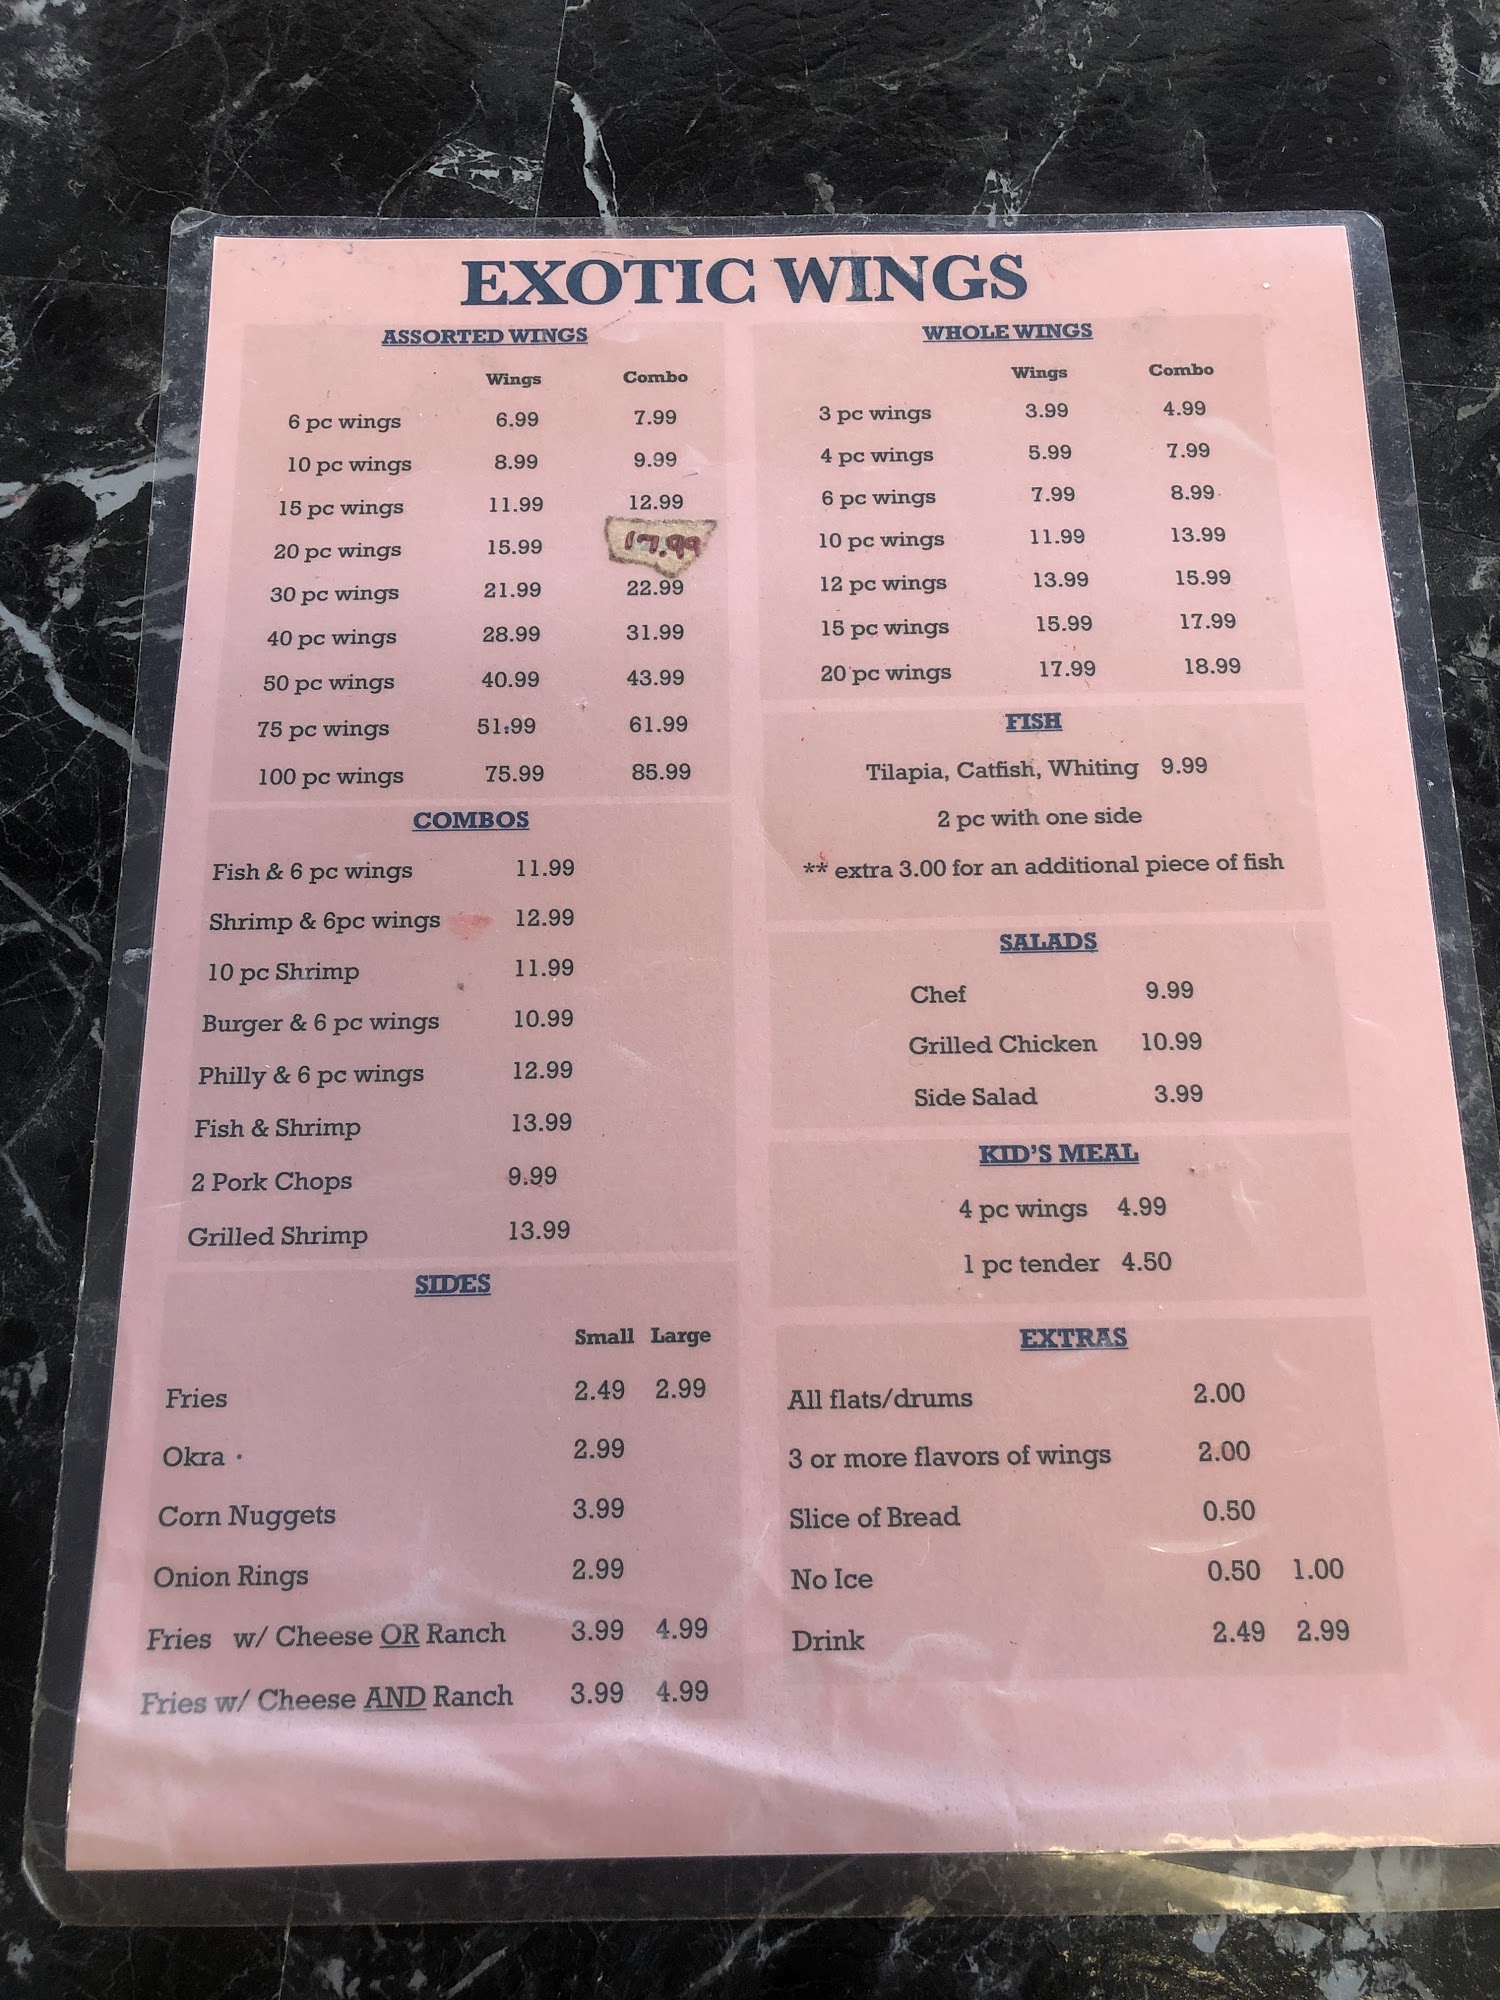 EXOTIC WINGS
ASSORTED WINGS
Wings Combo
6 pc wings 6.99 7.99
10 pc wings 8.99 9.99
15 pc wings 11.99 12.99
20 pc wings 15.99 17.99
30 pc wings 21.99 22.99
40 pc wings 28.99 31.99
50 pc wings 40.99 43.99
75 pc wings 51.99 61.99
100 pc wings 75.99 85.99
COMBOS
Fish & 6 pc wings 11.99
Shrimp & 6pc wings 12.99
10 pc Shrimp 11.99
Burger & 6 pc wings 10.99
Philly & 6 pc wings 12.99
Fish & Shrimp 13.99
2 Pork Chops 9.99
Grilled Shrimp 13.99
SIDES
Small Large
Fries 2.49 2.99
Okra 2.99
Corn Nuggets 3.99
Onion Rings 2.99
Fries w/ Cheese OR Ranch 3.99 4.99
Fries w/ Cheese AND Ranch 3.99 4.99
WHOLE WINGS
Wings Combo
3 pc wings 3.99 4.99
4 pc wings 5.99 7.99
6 pc wings 7.99 8.99
10 pc wings 11.99 13.99
12 pc wings 13.99 15.99
15 pc wings 15.99 17.99
20 pc wings 17.99 18.99
FISH
Tilapia, Catfish, Whiting 9.99
2 pc with one side
** extra 3.00 for an additional piece of fish
SALADS
Chef 9.99
Grilled Chicken 10.99
Side Salad 3.99
KID'S MEAL
4 pc wings 4.99
1 pc tender 4.50
EXTRAS
All flats/drums 2.00
3 or more flavors of wings 2.00
Slice of Bread 0.50
No Ice 0.50 1.00
Drink 2.49 2.99